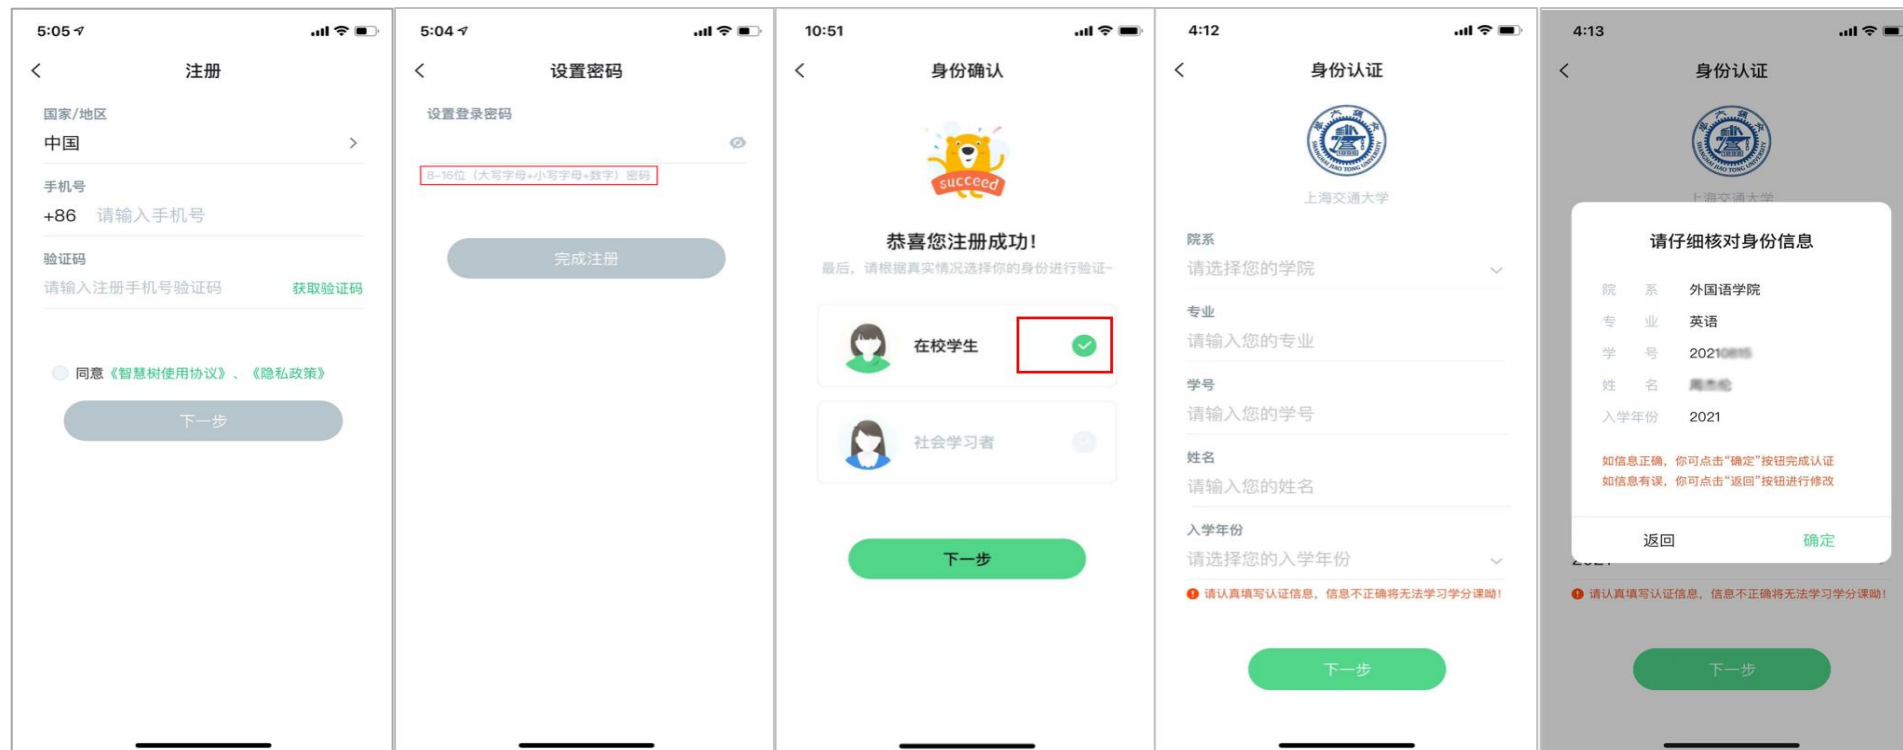 5:05
注册
国家/地区
中国
手机号
+86 请输入手机号
验证码
请输入注册手机号验证码 获取验证码
同意《智慧树使用协议》、《隐私政策》
下一步
5:04
设置密码
设置登录密码
8-16位（大写字母+小写字母+数字）密码
完成注册
10:51
身份确认
succeed
恭喜您注册成功!
最后，请根据真实情况选择你的身份进行验证~
在校学生
社会学习者
下一步
4:12
身份认证
SHANGHAI JIAO TONG UNIVERSITY
上海交通大学
院系
请选择您的学院
专业
请输入您的专业
学号
请输入您的学号
姓名
请输入您的姓名
入学年份
请选择您的入学年份
请认真填写认证信息，信息不正确将无法学习学分课呦!
下一步
4:13
身份认证
SHANGHAI JIAO TONG UNIVERSITY
上海交通大学
请仔细核对身份信息
院 系 外国语学院
专 业 英语
学 号 2021
姓 名
入学年份 2021
如信息正确，你可点击“确定”按钮完成认证
如信息有误，你可点击“返回”按钮进行修改
返回 确定
2021
请认真填写认证信息，信息不正确将无法学习学分课呦!
下一步